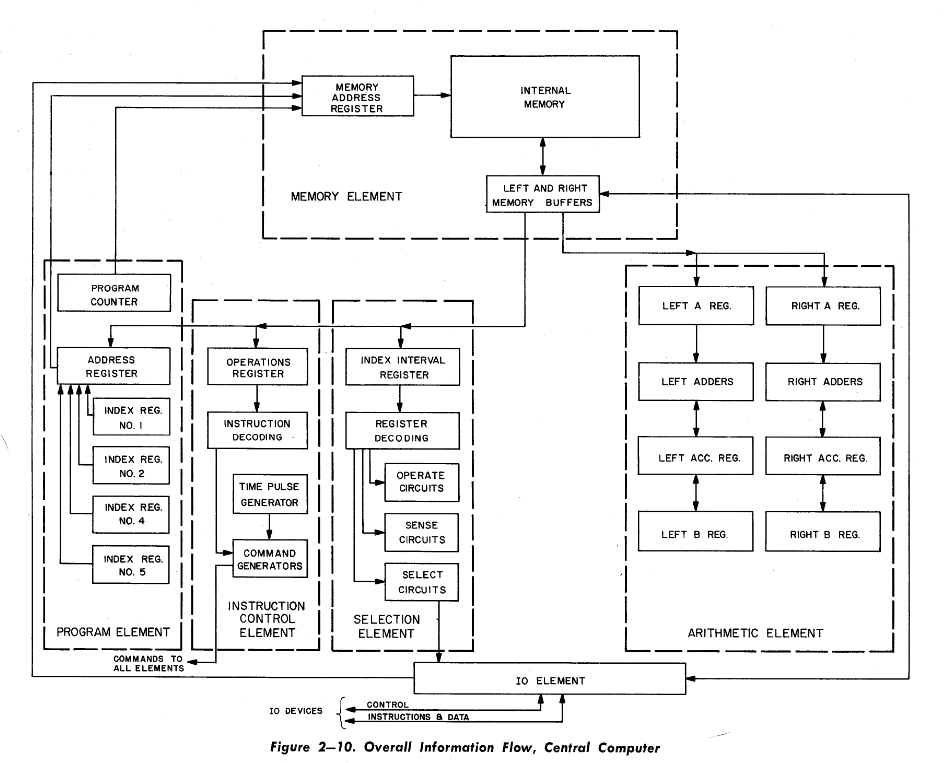 MEMORY
ADDRESS
REGISTER
INTERNAL
MEMORY
MEMORY ELEMENT
LEFT AND RIGHT
MEMORY BUFFERS
PROGRAM
COUNTER
ADDRESS
REGISTER
INDEX REG.
NO. 1
INDEX REG.
NO. 2
INDEX REG.
NO. 4
INDEX REG.
NO. 5
PROGRAM ELEMENT
OPERATIONS
REGISTER
INSTRUCTION
DECODING
TIME PULSE
GENERATOR
COMMAND
GENERATORS
INSTRUCTION
CONTROL
ELEMENT
INDEX INTERVAL
REGISTER
REGISTER
DECODING
OPERATE
CIRCUITS
SENSE
CIRCUITS
SELECT
CIRCUITS
SELECTION
ELEMENT
LEFT A REG.
RIGHT A REG.
LEFT ADDERS
RIGHT ADDERS
LEFT ACC. REG.
RIGHT ACC. REG.
LEFT B REG.
RIGHT B REG.
ARITHMETIC ELEMENT
COMMANDS TO
ALL ELEMENTS
IO ELEMENT
IO DEVICES
CONTROL
INSTRUCTIONS & DATA
Figure 2—10. Overall Information Flow, Central Computer